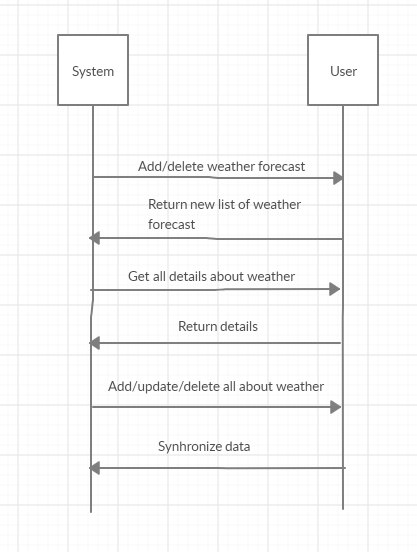 System
User
Add/delete weather forecast
Return new list of weather
forecast
Get all details about weather
Return details
Add/update/delete all about weather
Synhronize data